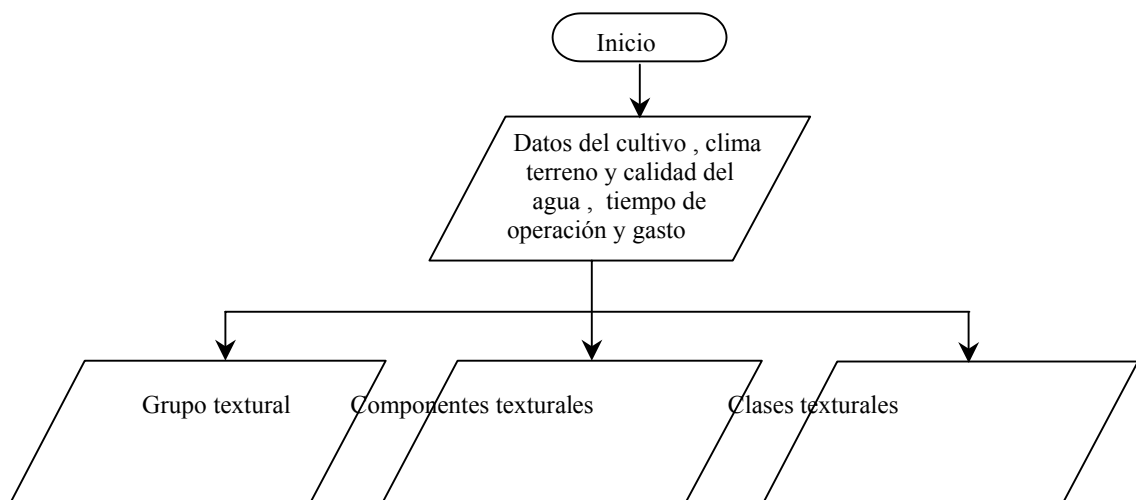 Inicio
Datos del cultivo , clima
terreno y calidad del
agua , tiempo de
operación y gasto
Grupo textural
Componentes texturales
Clases texturales